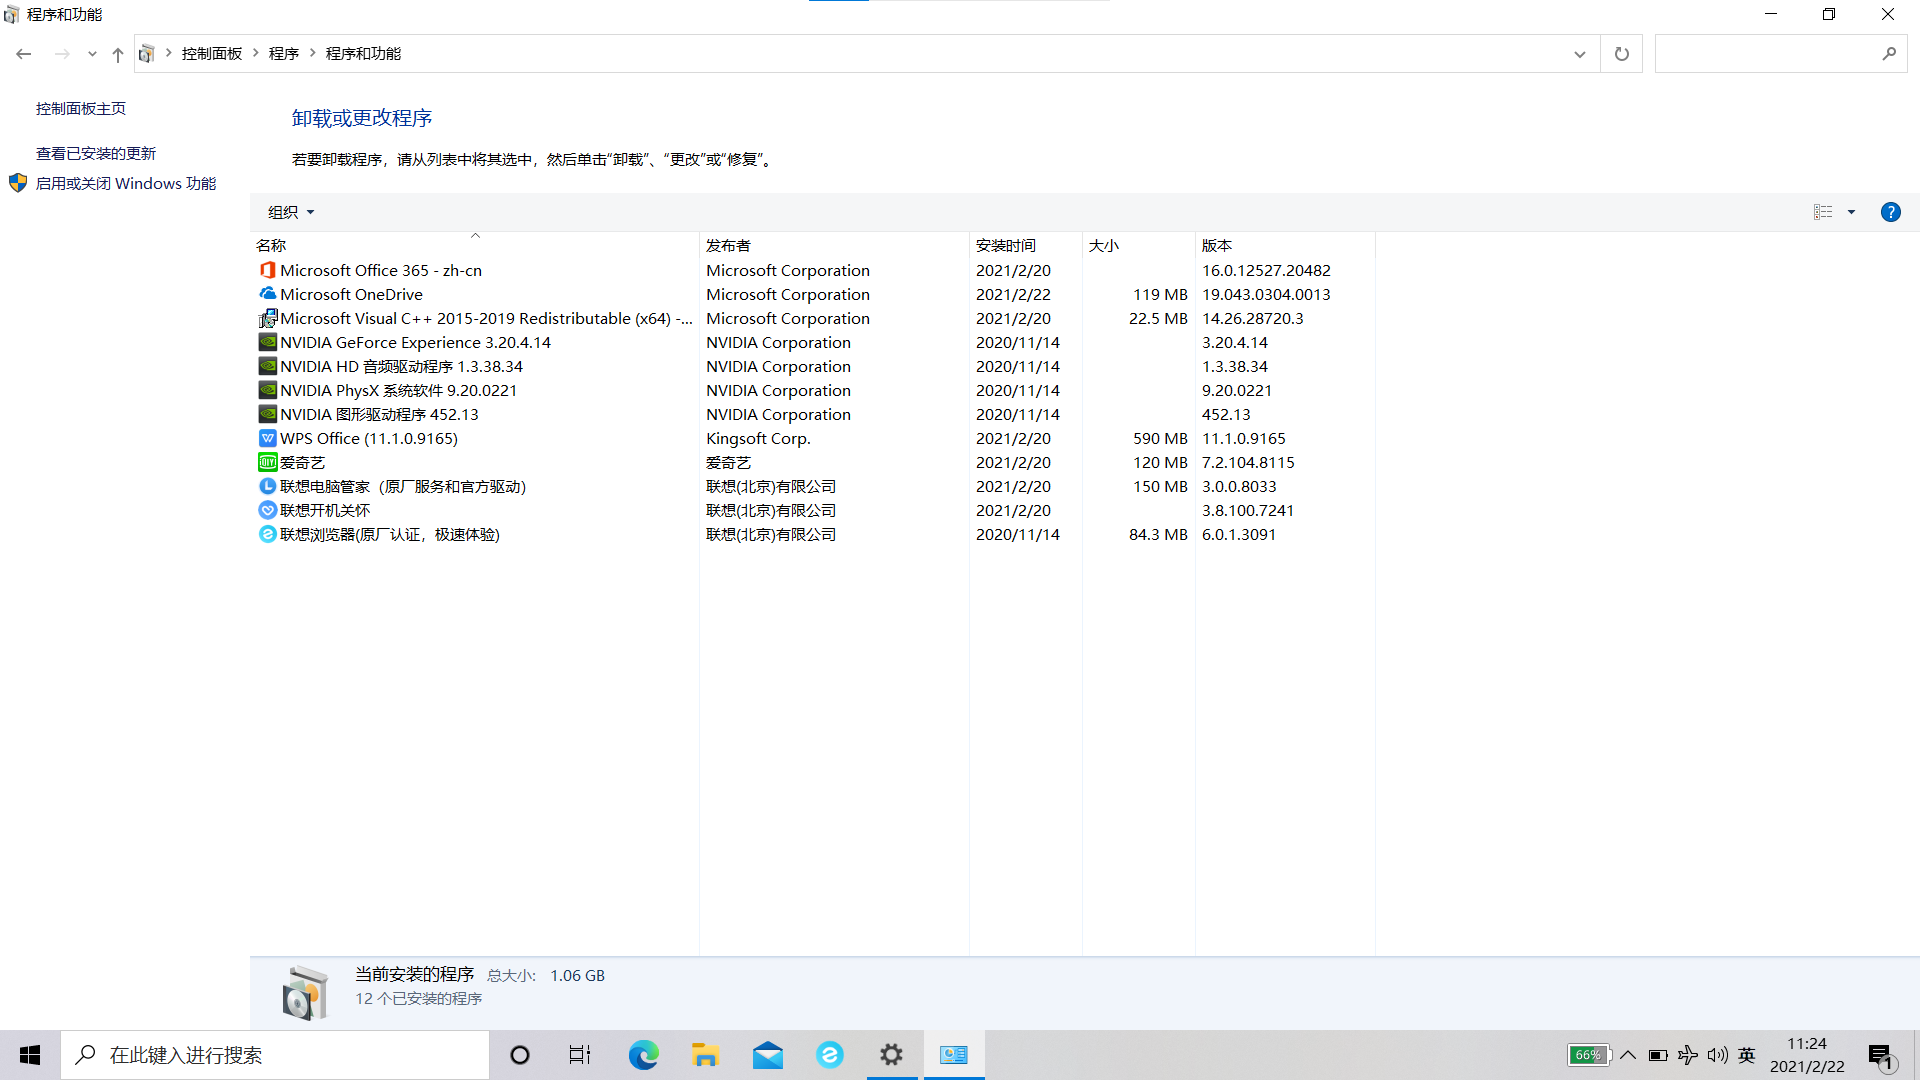 程序和功能
控制面板 程序 程序和功能
控制面板主页
查看已安装的更新
启用或关闭 Windows 功能
卸载或更改程序
若要卸载程序，请从列表中将其选中，然后单击“卸载”、“更改”或“修复”。
组织
名称 发布者 安装时间 大小 版本
Microsoft Office 365 - zh-cn Microsoft Corporation 2021/2/20 16.0.12527.20482
Microsoft OneDrive Microsoft Corporation 2021/2/22 119 MB 19.043.0304.0013
Microsoft Visual C++ 2015-2019 Redistributable (x64) -... Microsoft Corporation 2021/2/20 22.5 MB 14.26.28720.3
NVIDIA GeForce Experience 3.20.4.14 NVIDIA Corporation 2020/11/14 3.20.4.14
NVIDIA HD 音频驱动程序 1.3.38.34 NVIDIA Corporation 2020/11/14 1.3.38.34
NVIDIA PhysX 系统软件 9.20.0221 NVIDIA Corporation 2020/11/14 9.20.0221
NVIDIA 图形驱动程序 452.13 NVIDIA Corporation 2020/11/14 452.13
WPS Office (11.1.0.9165) Kingsoft Corp. 2021/2/20 590 MB 11.1.0.9165
爱奇艺 爱奇艺 2021/2/20 120 MB 7.2.104.8115
联想电脑管家（原厂服务和官方驱动） 联想(北京)有限公司 2021/2/20 150 MB 3.0.0.8033
联想开机关怀 联想(北京)有限公司 2021/2/20 3.8.100.7241
联想浏览器(原厂认证，极速体验) 联想(北京)有限公司 2020/11/14 84.3 MB 6.0.1.3091
当前安装的程序 总大小: 1.06 GB
12 个已安装的程序
在此键入进行搜索
66%
英
11:24
2021/2/22
1